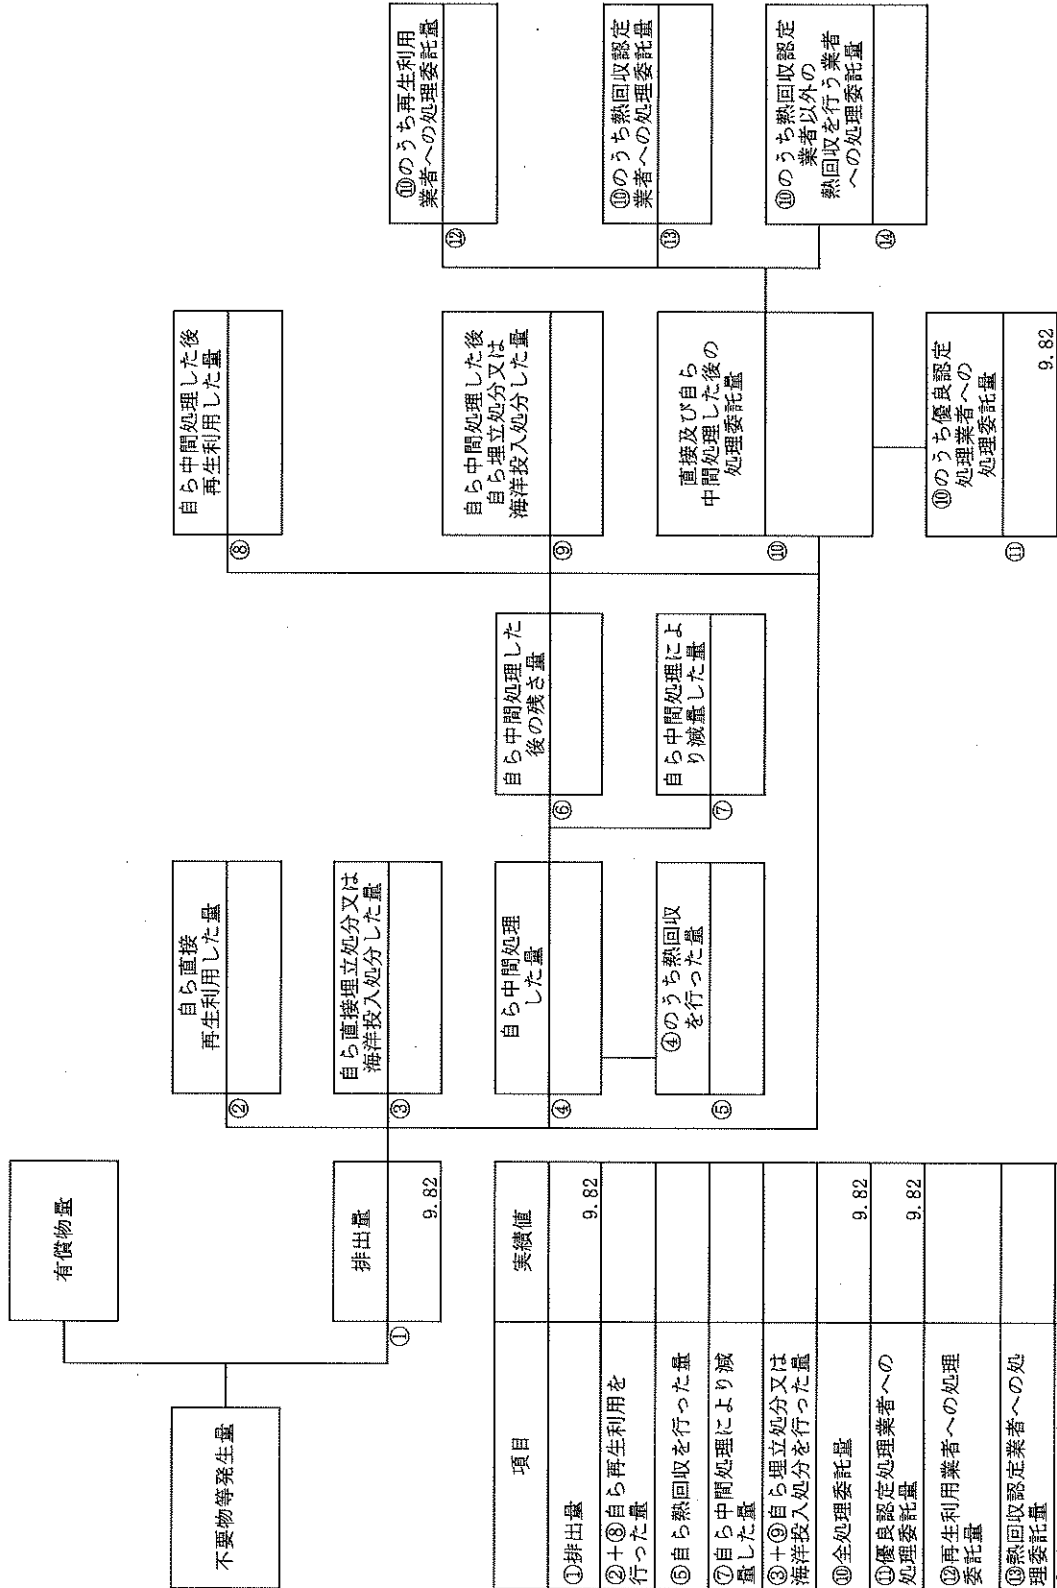 不要物等発生量
有償物量
排出量
①
9.82
②
自ら直接
再生利用した量
③
自ら直接埋立処分又は
海洋投入処分した量
④
自ら中間処理
した量
⑤
④のうち熱回収
を行った量
⑥
自ら中間処理した
後の残さ量
⑦
自ら中間処理によ
り減量した量
⑧
自ら中間処理した後
再生利用した量
⑨
自ら中間処理した後
自ら埋立処分又は
海洋投入処分した量
⑩
直接及び自ら
中間処理した後の
処理委託量
⑪
⑩のうち優良認定
処理業者への
処理委託量
9.82
⑫
⑩のうち再生利用
業者への処理委託量
⑬
⑩のうち熱回収認定
業者への処理委託量
⑭
⑩のうち熱回収認定
業者以外の
熱回収を行う業者
への処理委託量
項目
実績値
①排出量
9.82
②+⑧自ら再生利用を
行った量
⑤自ら熱回収を行った量
⑦自ら中間処理により減
量した量
③+⑨自ら埋立処分又は
海洋投入処分を行った量
⑩全処理委託量
9.82
⑪優良認定処理業者への
処理委託量
9.82
⑫再生利用業者への処理
委託量
⑬熱回収認定業者への処
理委託量